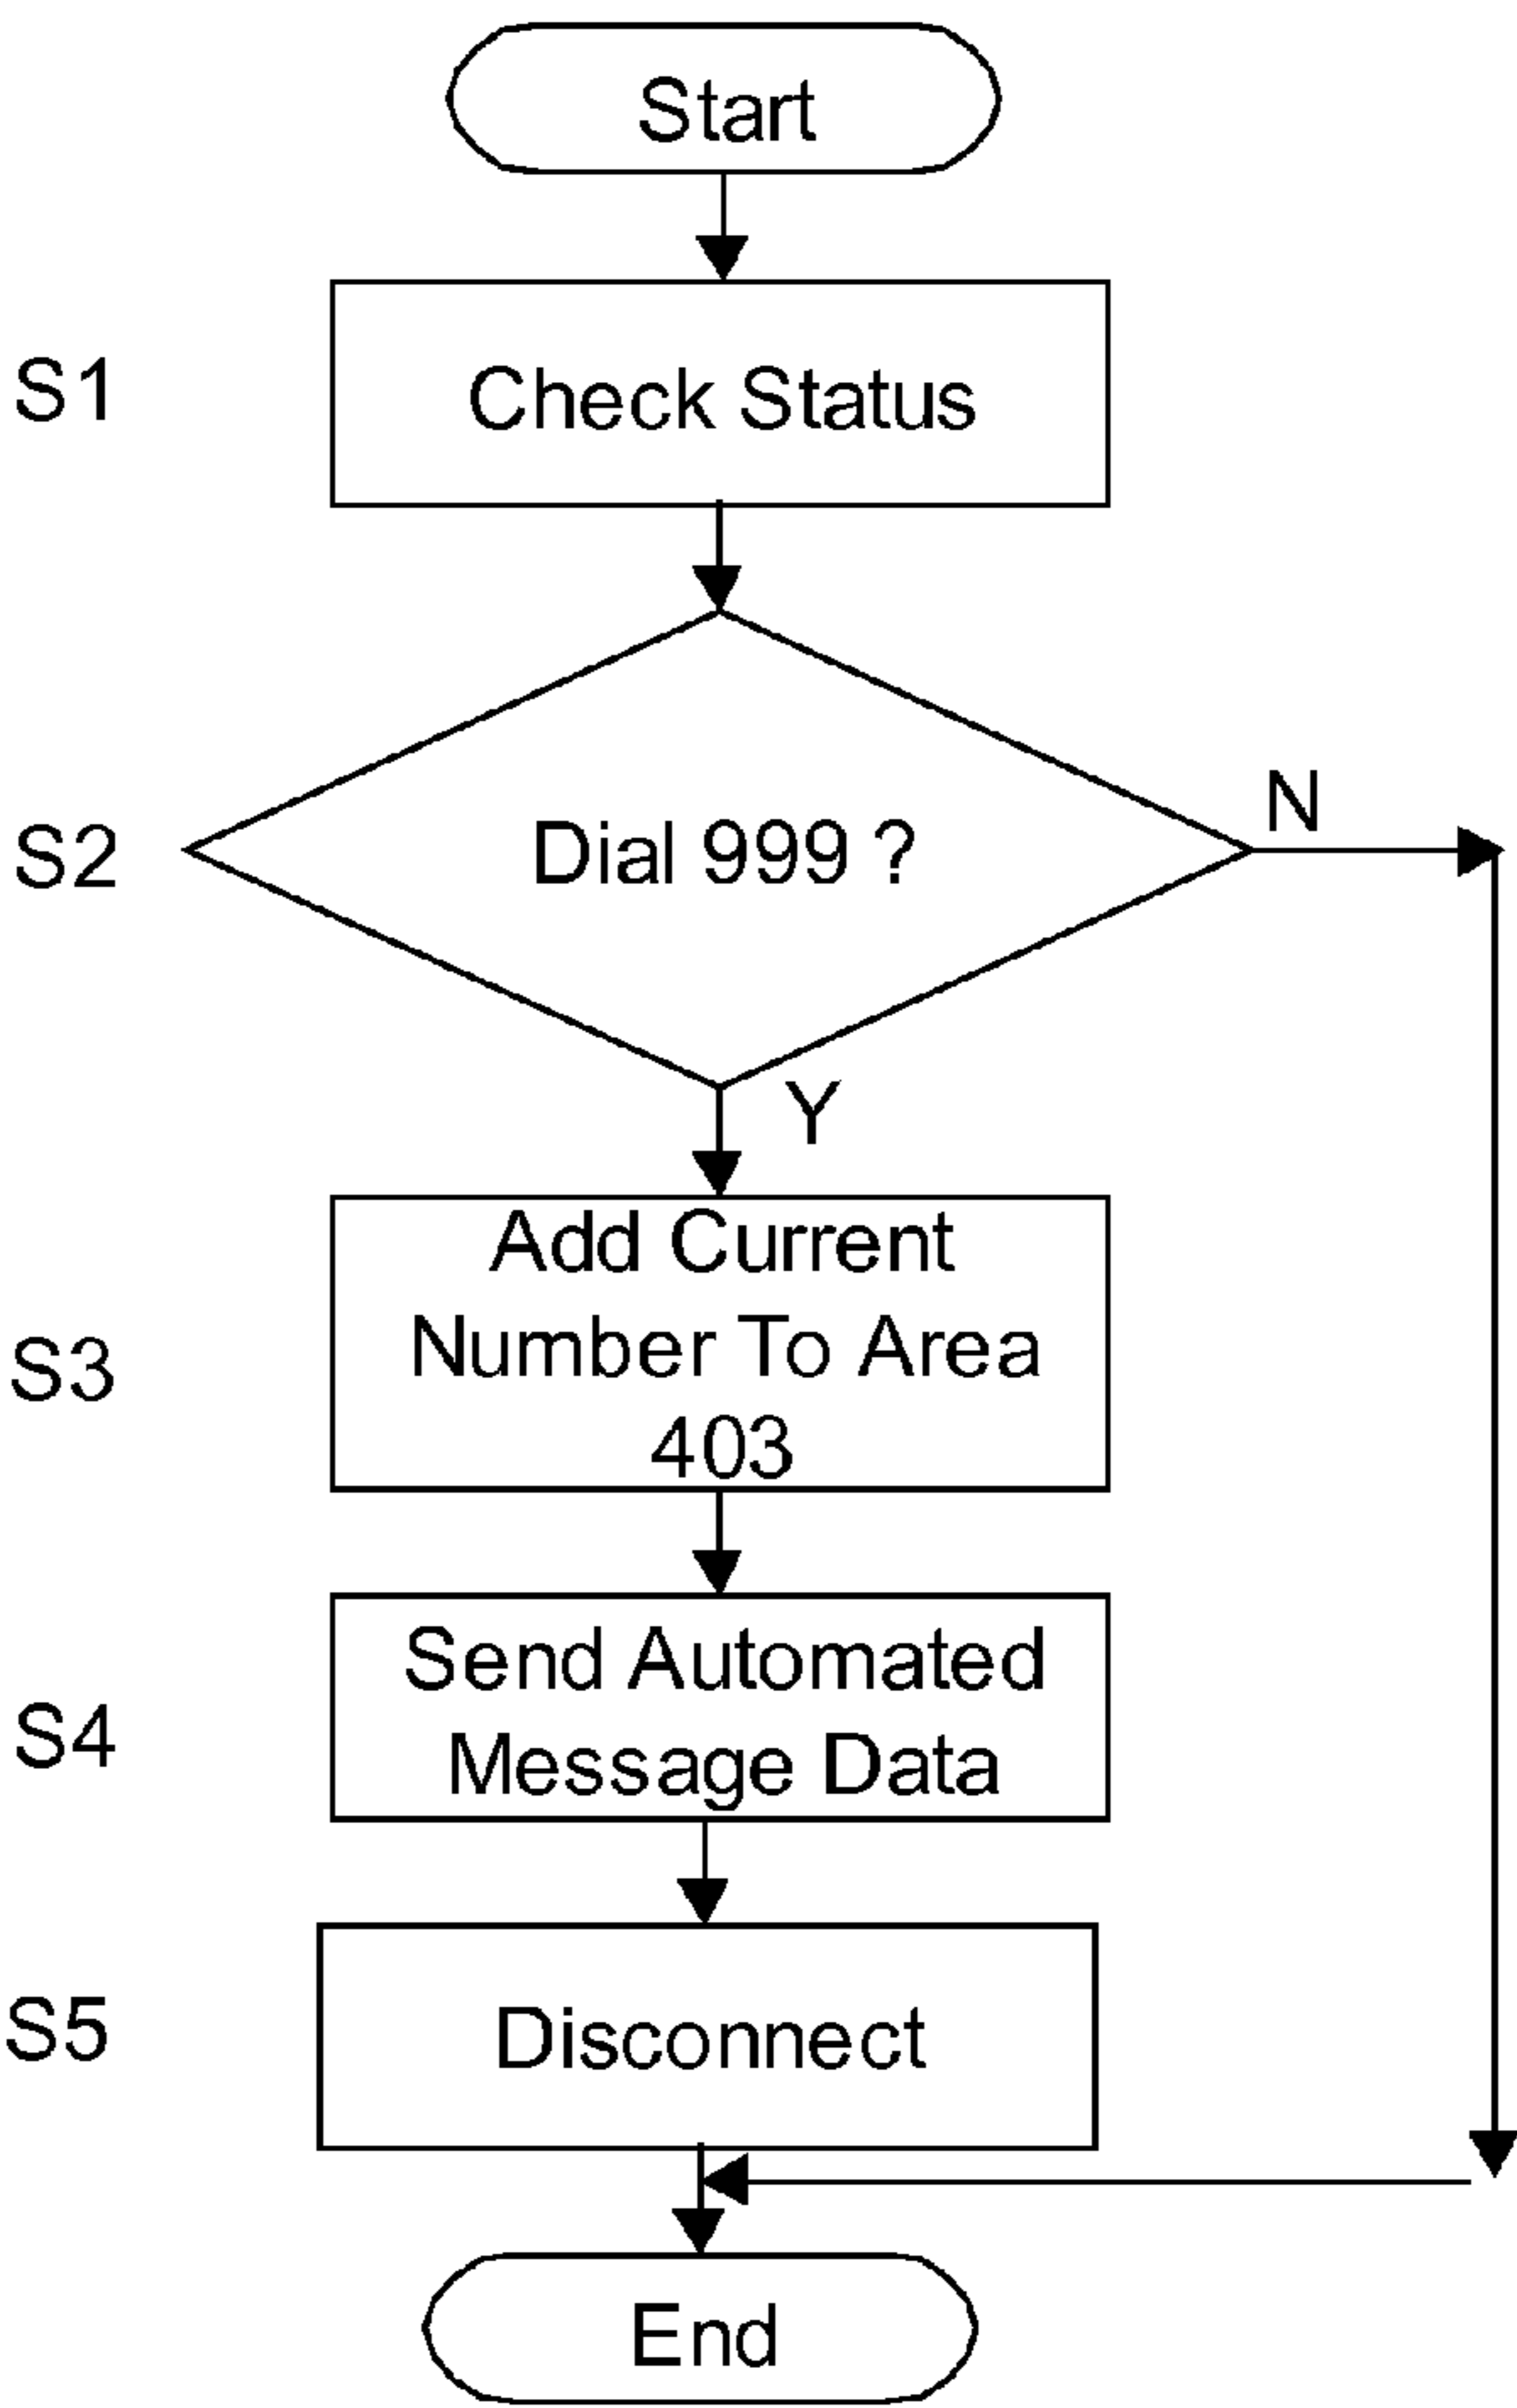 Start
S1
Check Status
S2
Dial 999 ?
N
Y
S3
Add Current
Number To Area
403
S4
Send Automated
Message Data
S5
Disconnect
End